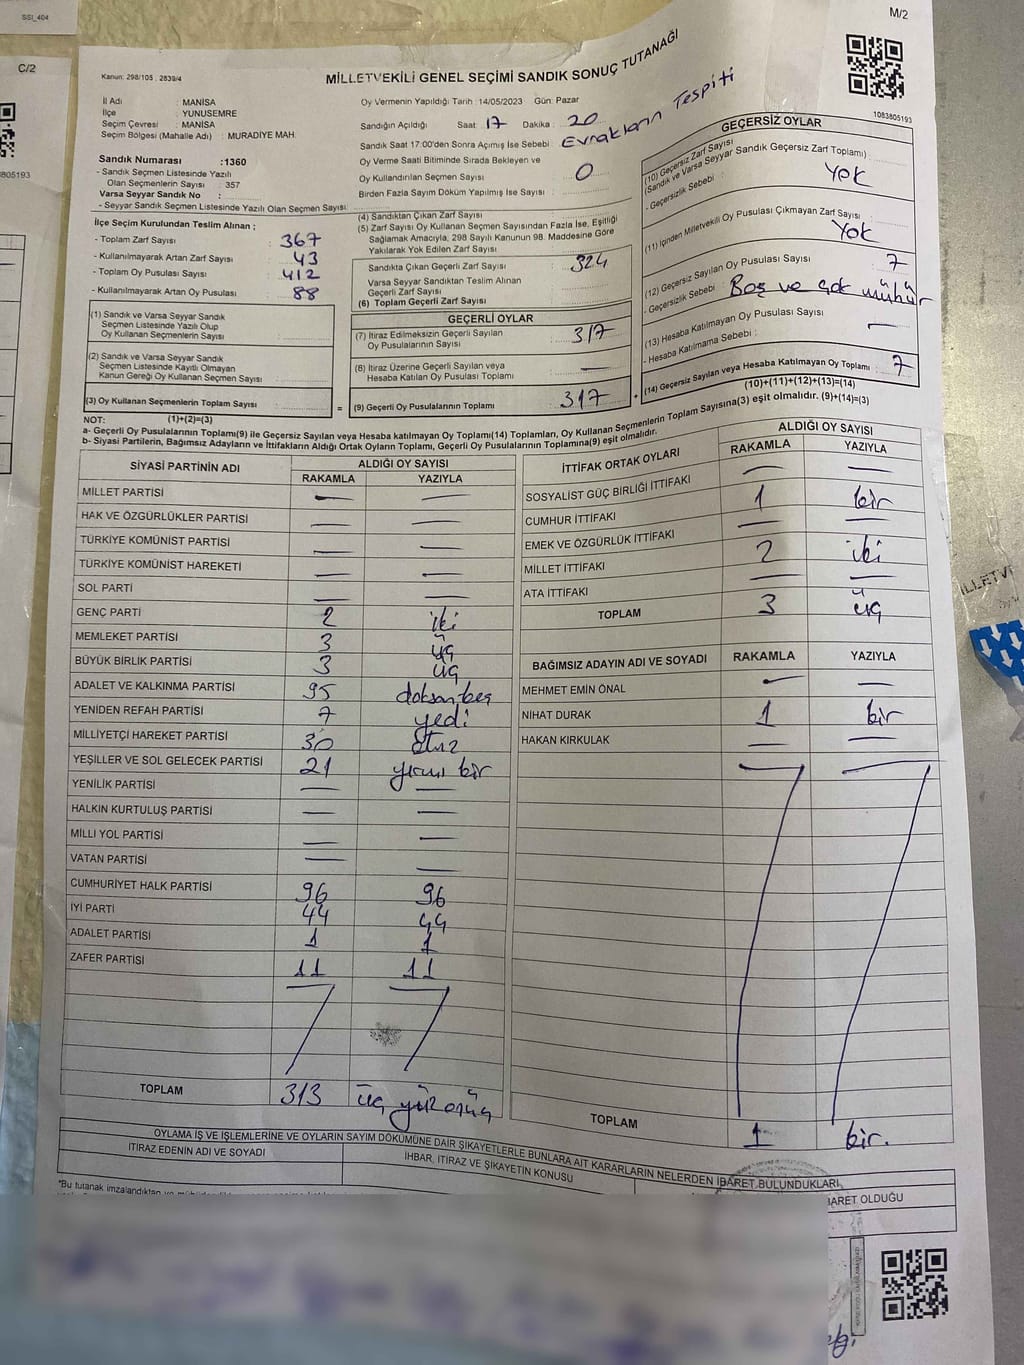 SSI_404
C/2
M/2
Kanun: 298/105 , 2839/4
MİLLETVEKİLİ GENEL SEÇİMİ SANDIK SONUÇ TUTANAĞI
1083805193
805193
İl Adı : MANİSA
İlçe : YUNUSEMRE
Seçim Çevresi : MANİSA
Seçim Bölgesi (Mahalle Adı) : MURADİYE MAH.
Sandık Numarası :1360
- Sandık Seçmen Listesinde Yazılı
Olan Seçmenlerin Sayısı : 357
Varsa Seyyar Sandık No :
- Seyyar Sandık Seçmen Listesinde Yazılı Olan Seçmen Sayısı:
Oy Vermenin Yapıldığı Tarih : 14/05/2023 Gün: Pazar
Sandığın Açıldığı Saat : 17 Dakika : 20
Sandık Saat 17:00'den Sonra Açılmış İse Sebebi : Evrakların Tespiti
Oy Verme Saati Bitiminde Sırada Bekleyen ve
Oy Kullandırılan Seçmen Sayısı : 0
Birden Fazla Sayım Döküm Yapılmış İse Sayısı :
İlçe Seçim Kurulundan Teslim Alınan ;
- Toplam Zarf Sayısı : 367
- Kullanılmayarak Artan Zarf Sayısı : 43
- Toplam Oy Pusulası Sayısı : 412
- Kullanılmayarak Artan Oy Pusulası : 88
(1) Sandık ve Varsa Seyyar Sandık
Seçmen Listesinde Yazılı Olup
Oy Kullanan Seçmenlerin Sayısı :
(2) Sandık ve Varsa Seyyar Sandık
Seçmen Listesinde Kayıtlı Olmayan
Kanun Gereği Oy Kullanan Seçmen Sayısı :
(3) Oy Kullanan Seçmenlerin Toplam Sayısı :
(1)+(2)=(3)
(4) Sandıktan Çıkan Zarf Sayısı
(5) Zarf Sayısı Oy Kullanan Seçmen Sayısından Fazla İse, Eşitliği
Sağlamak Amacıyla, 298 Sayılı Kanunun 98. Maddesine Göre
Yakılarak Yok Edilen Zarf Sayısı :
Sandıkta Çıkan Geçerli Zarf Sayısı : 324
Varsa Seyyar Sandıktan Teslim Alınan
Geçerli Zarf Sayısı :
(6) Toplam Geçerli Zarf Sayısı :
GEÇERLİ OYLAR
(7) İtiraz Edilmeksizin Geçerli Sayılan
Oy Pusulalarının Sayısı : 317
(8) İtiraz Üzerine Geçerli Sayılan ve
Hesaba Katılan Oy Pusulası Toplamı : —
= (9) Geçerli Oy Pusulalarının Toplamı : 317 +
GEÇERSİZ OYLAR
(10) Geçersiz Zarf Sayısı
(Sandık ve Varsa Seyyar Sandık Geçersiz Zarf Toplamı) : Yok
- Geçersizlik Sebebi :
(11) İçinden Milletvekili Oy Pusulası Çıkmayan Zarf Sayısı : Yok
(12) Geçersiz Sayılan Oy Pusulası Sayısı : 7
- Geçersizlik Sebebi : Boş ve çok mühür
(13) Hesaba Katılmayan Oy Pusulası Sayısı : —
- Hesaba Katılmama Sebebi :
(14) Geçersiz Sayılan veya Hesaba Katılmayan Oy Toplamı : 7
(10)+(11)+(12)+(13)=(14)
NOT:
a- Geçerli Oy Pusulalarının Toplamı(9) ile Geçersiz Sayılan veya Hesaba katılmayan Oy Toplamı(14) Toplamları, Oy Kullanan Seçmenlerin Toplam Sayısına(3) eşit olmalıdır. (9)+(14)=(3)
b- Siyasi Partilerin, Bağımsız Adayların ve İttifakların Aldığı Ortak Oyların Toplamı, Geçerli Oy Pusulalarının Toplamına(9) eşit olmalıdır.
SİYASİ PARTİNİN ADI ALDIĞI OY SAYISI
RAKAMLA YAZIYLA
MİLLET PARTİSİ — —
HAK VE ÖZGÜRLÜKLER PARTİSİ — —
TÜRKİYE KOMÜNİST PARTİSİ — —
TÜRKİYE KOMÜNİST HAREKETİ — —
SOL PARTİ — —
GENÇ PARTİ 2 iki
MEMLEKET PARTİSİ 3 üç
BÜYÜK BİRLİK PARTİSİ 3 üç
ADALET VE KALKINMA PARTİSİ 95 doksan beş
YENİDEN REFAH PARTİSİ 7 yedi
MİLLİYETÇİ HAREKET PARTİSİ 30 otuz
YEŞİLLER VE SOL GELECEK PARTİSİ 21 yirmi bir
YENİLİK PARTİSİ — —
HALKIN KURTULUŞ PARTİSİ — —
MİLLİ YOL PARTİSİ — —
VATAN PARTİSİ — —
CUMHURİYET HALK PARTİSİ 96 96
İYİ PARTİ 44 44
ADALET PARTİSİ 1 1
ZAFER PARTİSİ 11 11
TOPLAM 313 üç yüz onüç
İTTİFAK ORTAK OYLARI ALDIĞI OY SAYISI
RAKAMLA YAZIYLA
SOSYALİST GÜÇ BİRLİĞİ İTTİFAKI — —
CUMHUR İTTİFAKI 1 bir
EMEK VE ÖZGÜRLÜK İTTİFAKI — —
MİLLET İTTİFAKI 2 iki
ATA İTTİFAKI — —
TOPLAM 3 üç
BAĞIMSIZ ADAYIN ADI VE SOYADI RAKAMLA YAZIYLA
MEHMET EMİN ÖNAL — —
NİHAT DURAK 1 bir
HAKAN KIRKULAK — —
TOPLAM 1 bir.
OYLAMA İŞ VE İŞLEMLERİNE VE OYLARIN SAYIM DÖKÜMÜNE DAİR ŞİKAYETLERLE BUNLARA AİT KARARLARIN NELERDEN İBARET BULUNDUKLARI
İTİRAZ EDENİN ADI VE SOYADI
İHBAR, İTİRAZ VE ŞİKAYETİN KONUSU
İBARET OLDUĞU
"Bu tutanak imzalandıktan